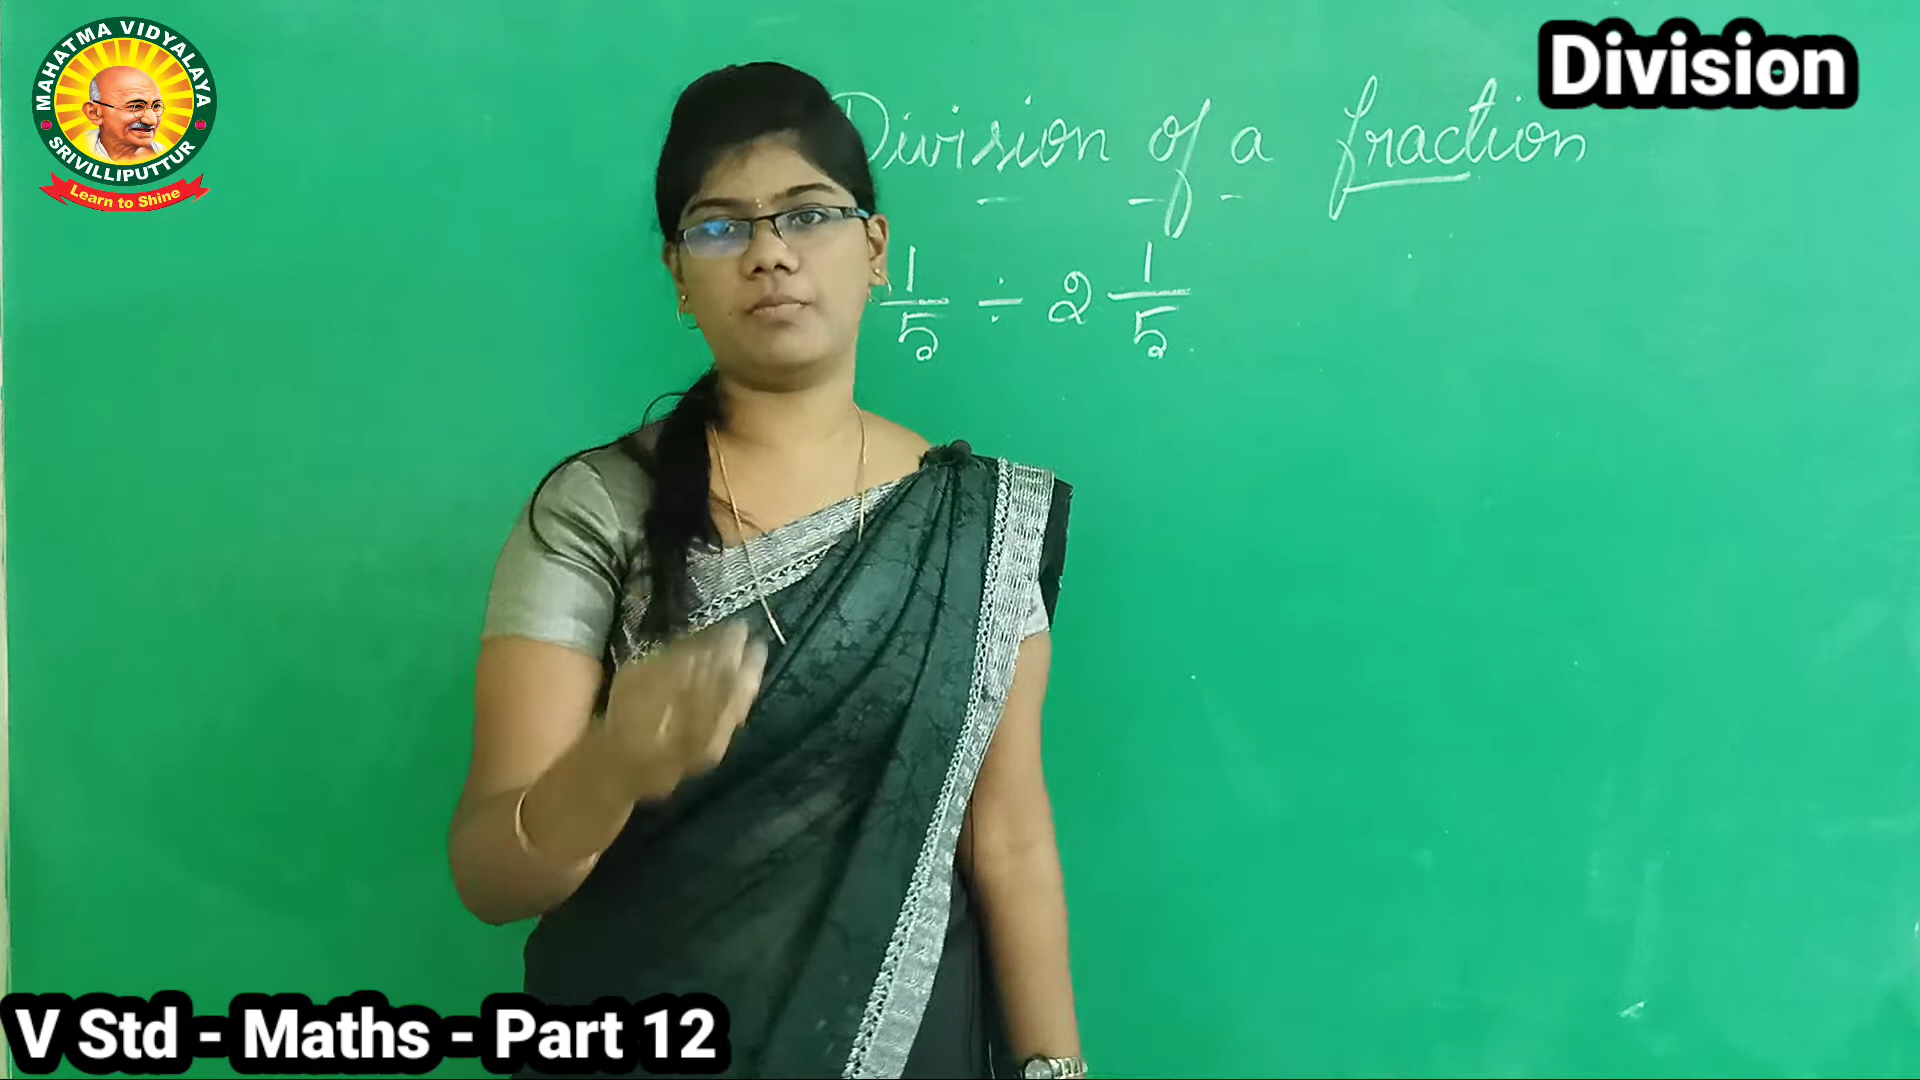 MAHATMA VIDYALAYA
SRIVILLIPUTTUR
Learn to Shine
Division
Division of a fraction
1/5 ÷ 2 1/5
V Std - Maths - Part 12